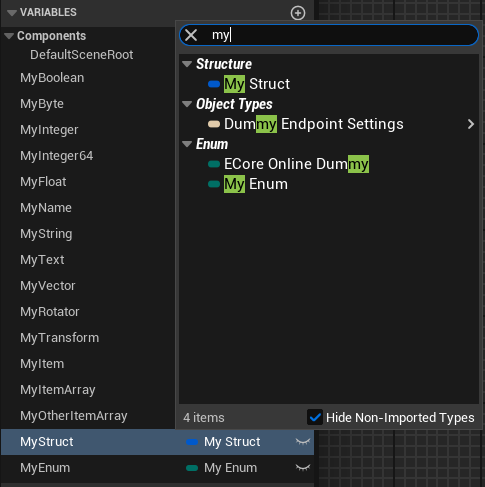 VARIABLES
Components
DefaultSceneRoot
MyBoolean
MyByte
MyInteger
MyInteger64
MyFloat
MyName
MyString
MyText
MyVector
MyRotator
MyTransform
MyItem
MyItemArray
MyOtherItemArray
MyStruct My Struct
MyEnum My Enum
my
Structure
My Struct
Object Types
Dummy Endpoint Settings
Enum
ECore Online Dummy
My Enum
4 items Hide Non-Imported Types